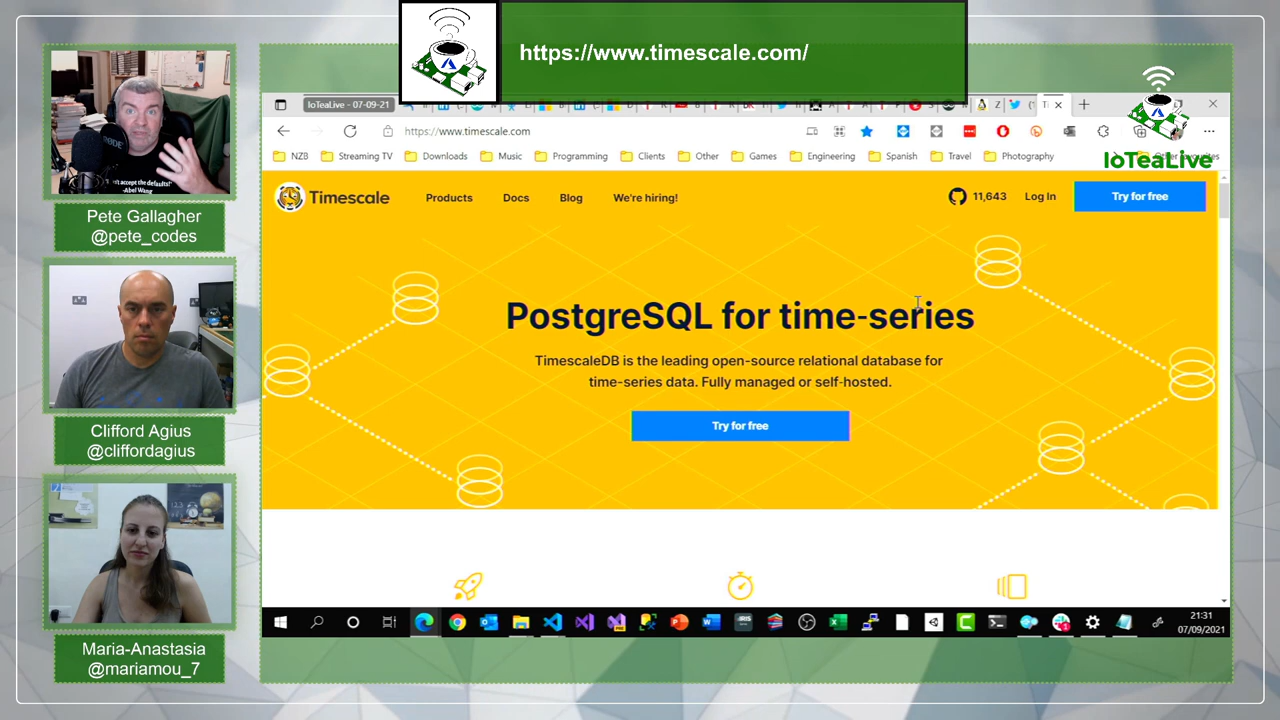 https://www.timescale.com/
IoTeaLive - 07-09-21
https://www.timescale.com
IoTeaLive
NZB
Streaming TV
Downloads
Music
Programming
Clients
Other
Games
Engineering
Spanish
Travel
Photography
Timescale
Products
Docs
Blog
We're hiring!
11,643
Log In
Try for free
PostgreSQL for time-series
TimescaleDB is the leading open-source relational database for
time-series data. Fully managed or self-hosted.
Try for free
21:31
07/09/2021
Pete Gallagher
@pete_codes
Clifford Agius
@cliffordagius
Maria-Anastasia
@mariamou_7